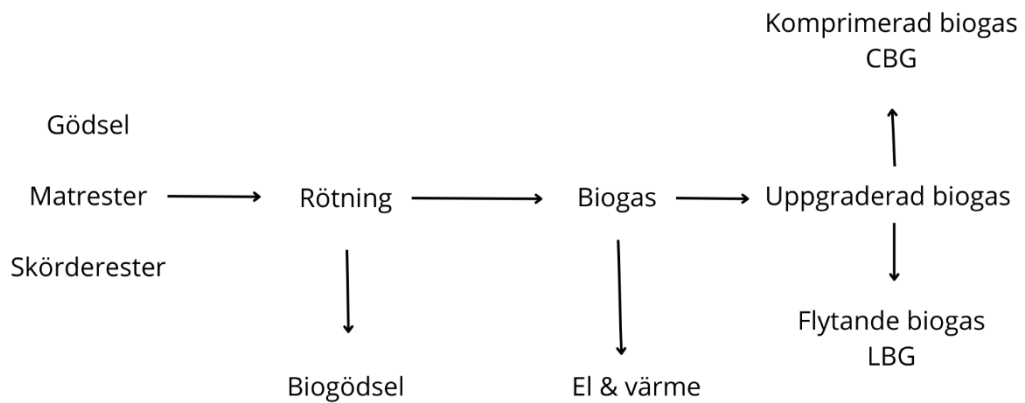 Komprimerad biogas
CBG
Gödsel
Matrester
Rötning
Biogas
Uppgraderad biogas
Skörderester
Flytande biogas
LBG
Biogödsel
El & värme